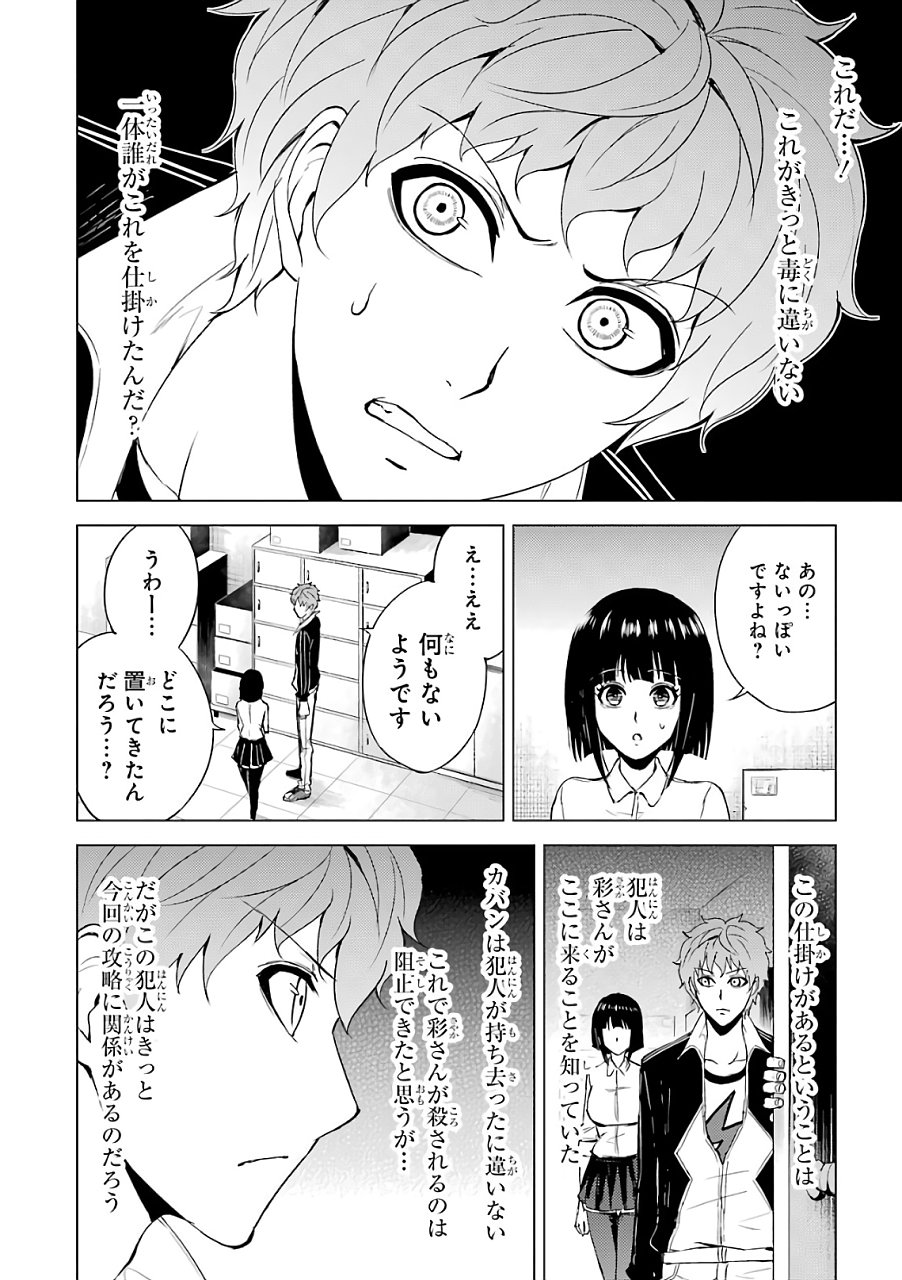 これだ…!
これがきっと毒に違いない
一体誰がこれを仕掛けたんだ?
あの…
ないっぽい
ですよね?
え…ええ
何もない
ようです
うわー…
どこに
置いてきたん
だろう…?
この仕掛けがあるということは
犯人は
彩さんが
ここに来ることを知っていた
カバンは犯人が持ち去ったに違いない
これで彩さんが殺されるのは
阻止できたと思うが…
だがこの犯人はきっと
今回の攻略に関係があるのだろう